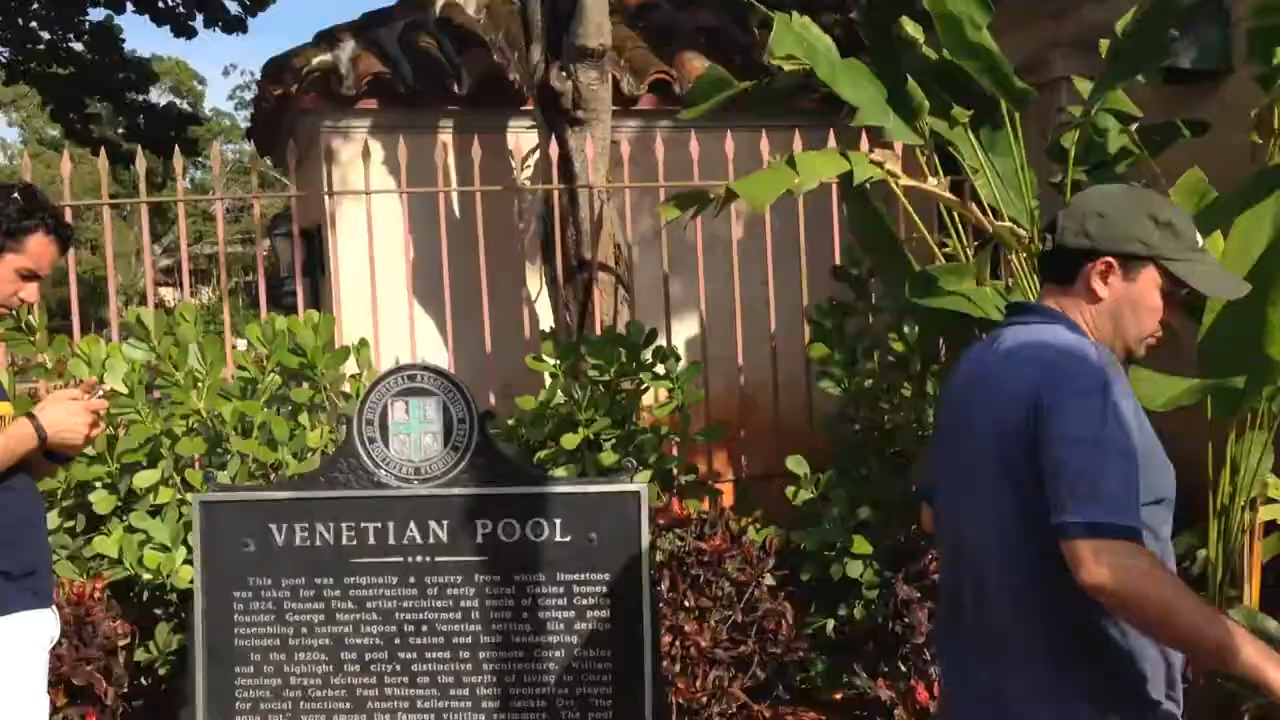 HISTORICAL ASSOCIATION OF SOUTHERN FLORIDA
VENETIAN POOL
This pool was originally a quarry from which limestone
was taken for the construction of early Coral Gables homes
In 1924, Denman Fink, artist-architect and uncle of Coral Gables
founder George Merrick, transformed it into a unique pool
resembling a natural lagoon in a Venetian setting. His design
included bridges, towers, a casino and lush landscaping.
In the 1920s, the pool was used to promote Coral Gables
and to highlight the city's distinctive architecture. William
Jennings Bryan lectured here on the merits of living in Coral
Gables. Jan Garber, Paul Whiteman, and their orchestras played
for social functions. Annette Kellerman and Jackie Ott, "the
aqua tot," were among the famous visiting swimmers. The pool